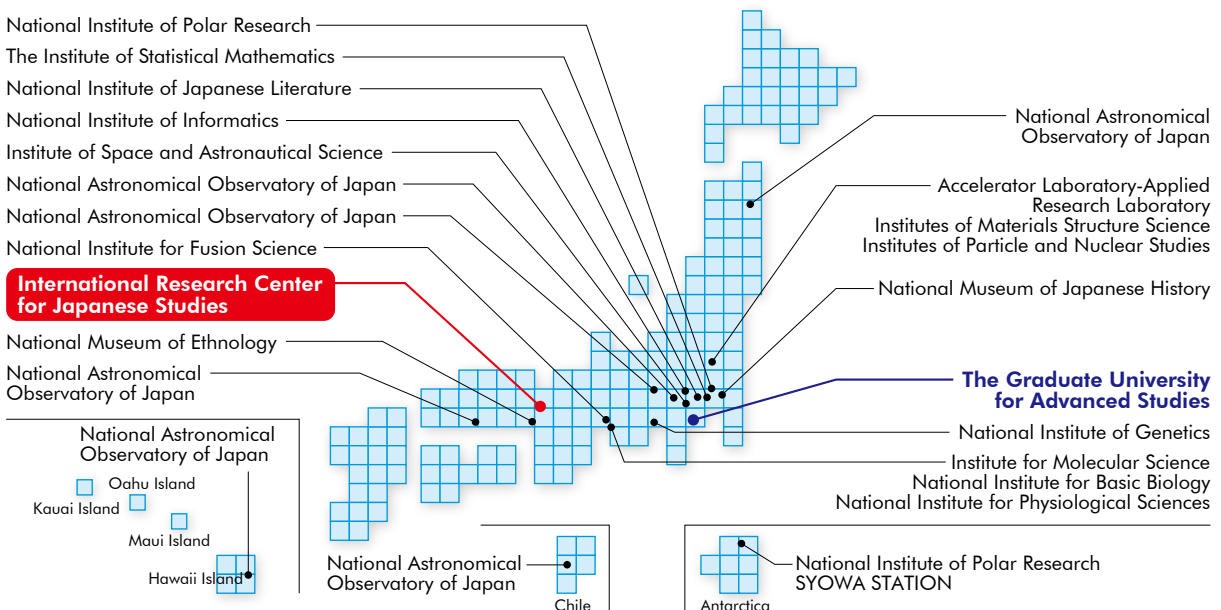 National Institute of Polar Research
The Institute of Statistical Mathematics
National Institute of Japanese Literature
National Institute of Informatics
Institute of Space and Astronautical Science
National Astronomical Observatory of Japan
National Astronomical Observatory of Japan
National Institute for Fusion Science
International Research Center
for Japanese Studies
National Museum of Ethnology
National Astronomical
Observatory of Japan
National Astronomical
Observatory of Japan
Oahu Island
Kauai Island
Maui Island
Hawaii Island
National Astronomical
Observatory of Japan
Accelerator Laboratory-Applied
Research Laboratory
Institutes of Materials Structure Science
Institutes of Particle and Nuclear Studies
National Museum of Japanese History
The Graduate University
for Advanced Studies
National Institute of Genetics
Institute for Molecular Science
National Institute for Basic Biology
National Institute for Physiological Sciences
National Astronomical
Observatory of Japan
Chile
National Institute of Polar Research
SYOWA STATION
Antarctica